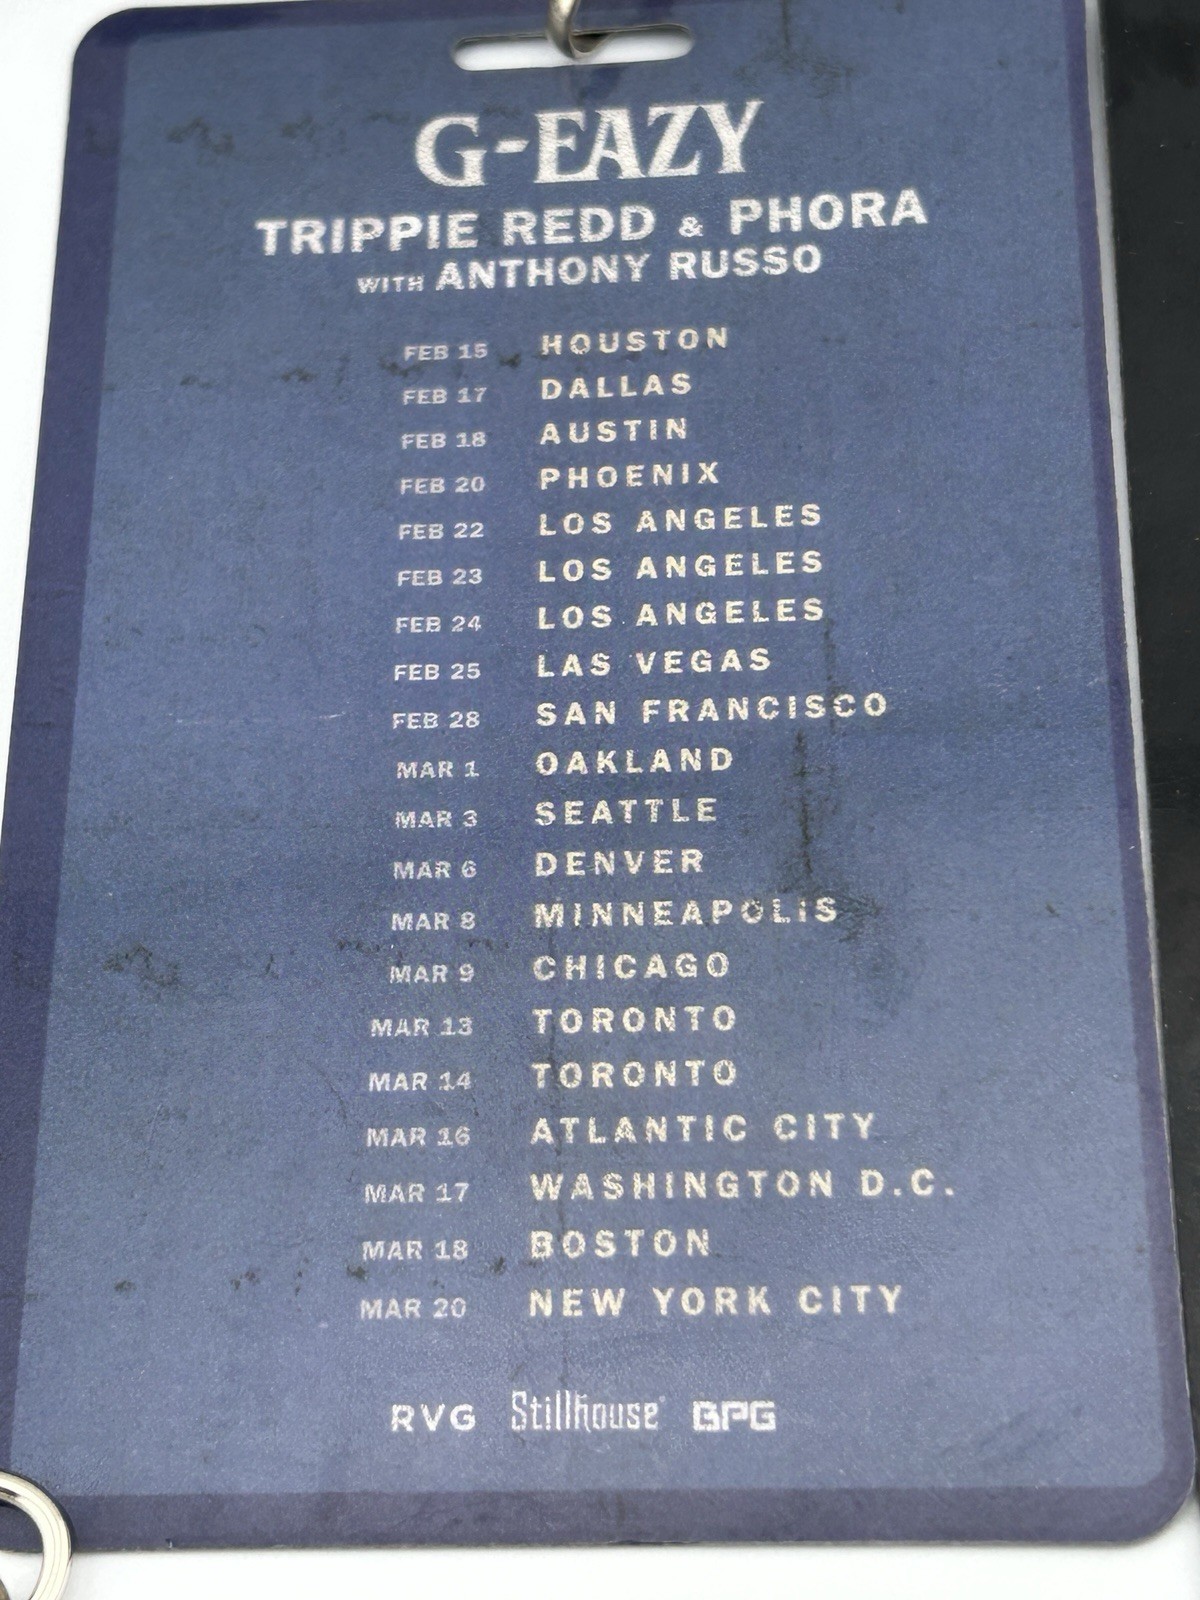 G-EAZY
TRIPPIE REDD & PHORA
WITH ANTHONY RUSSO
FEB 15 HOUSTON
FEB 17 DALLAS
FEB 18 AUSTIN
FEB 20 PHOENIX
FEB 22 LOS ANGELES
FEB 23 LOS ANGELES
FEB 24 LOS ANGELES
FEB 25 LAS VEGAS
FEB 28 SAN FRANCISCO
MAR 1 OAKLAND
MAR 3 SEATTLE
MAR 6 DENVER
MAR 8 MINNEAPOLIS
MAR 9 CHICAGO
MAR 13 TORONTO
MAR 14 TORONTO
MAR 16 ATLANTIC CITY
MAR 17 WASHINGTON D.C.
MAR 18 BOSTON
MAR 20 NEW YORK CITY
RVG Stillhouse BPG